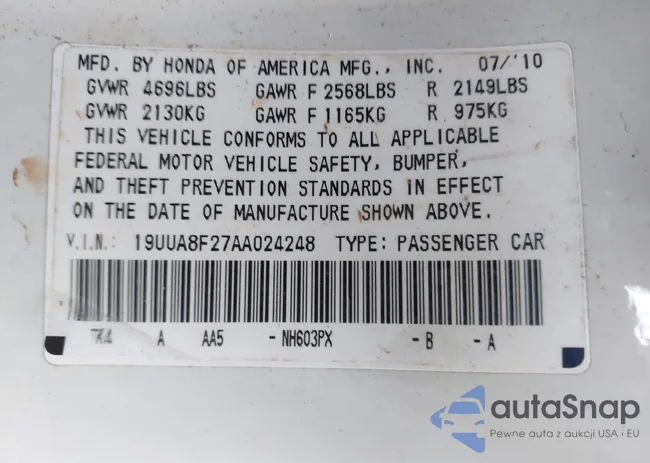 MFD. BY HONDA OF AMERICA MFG., INC. 07/'10
GVWR 4696LBS GAWR F 2568LBS R 2149LBS
GVWR 2130KG GAWR F 1165KG R 975KG
THIS VEHICLE CONFORMS TO ALL APPLICABLE
FEDERAL MOTOR VEHICLE SAFETY, BUMPER,
AND THEFT PREVENTION STANDARDS IN EFFECT
ON THE DATE OF MANUFACTURE SHOWN ABOVE.
V.I.N.: 19UUA8F27AA024248 TYPE: PASSENGER CAR
TK4 A AA5 - NH603PX - B - A
autaSnap
Pewne auta z aukcji USA i EU